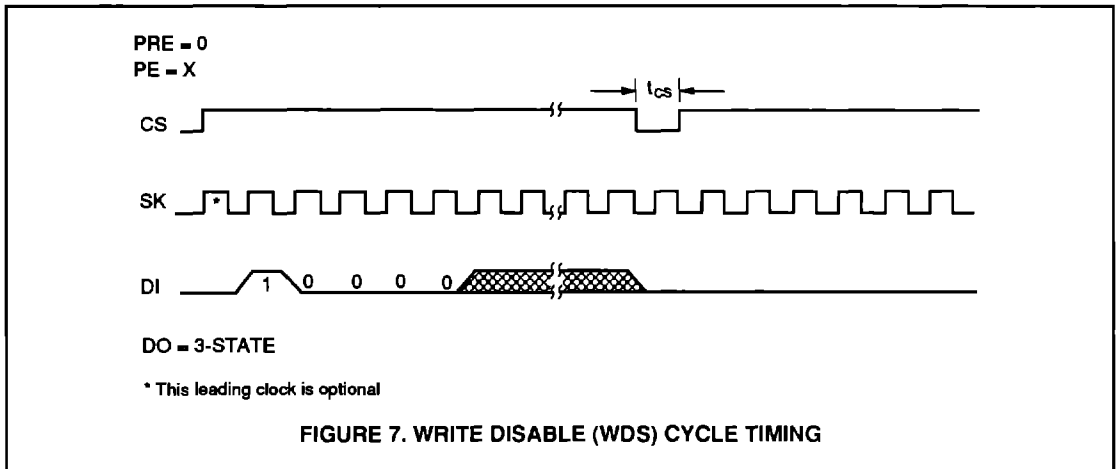 PRE = 0
PE = X
tCS
CS
SK *
DI 1 0 0 0 0
DO = 3-STATE
* This leading clock is optional
FIGURE 7. WRITE DISABLE (WDS) CYCLE TIMING